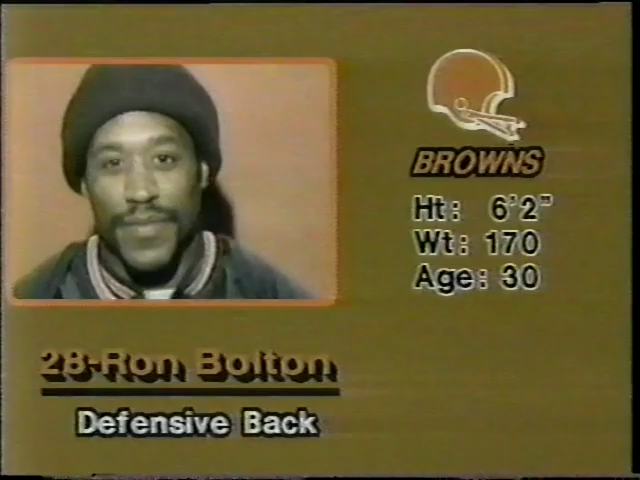 BROWNS
Ht: 6'2"
Wt: 170
Age: 30
28-Ron Bolton
Defensive Back